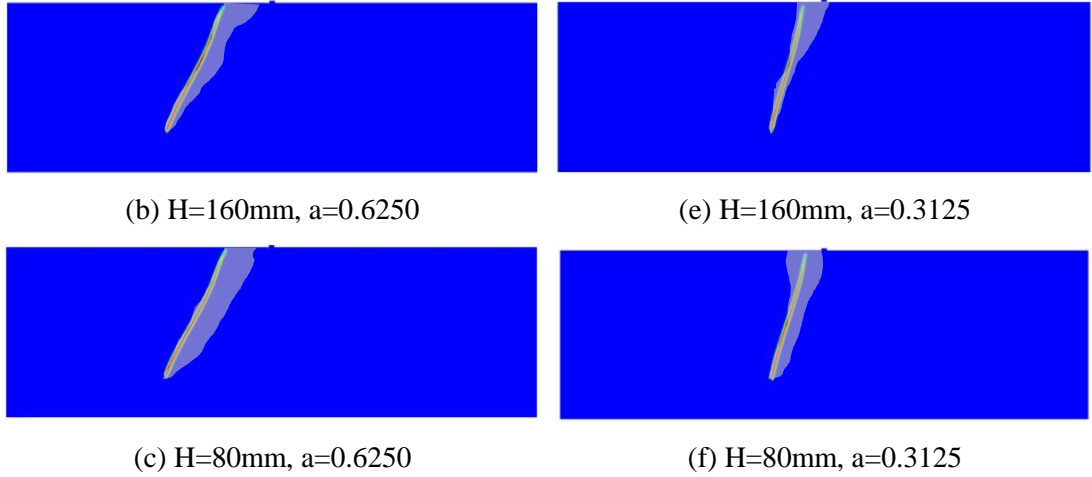 (b) H=160mm, a=0.6250
(e) H=160mm, a=0.3125
(c) H=80mm, a=0.6250
(f) H=80mm, a=0.3125